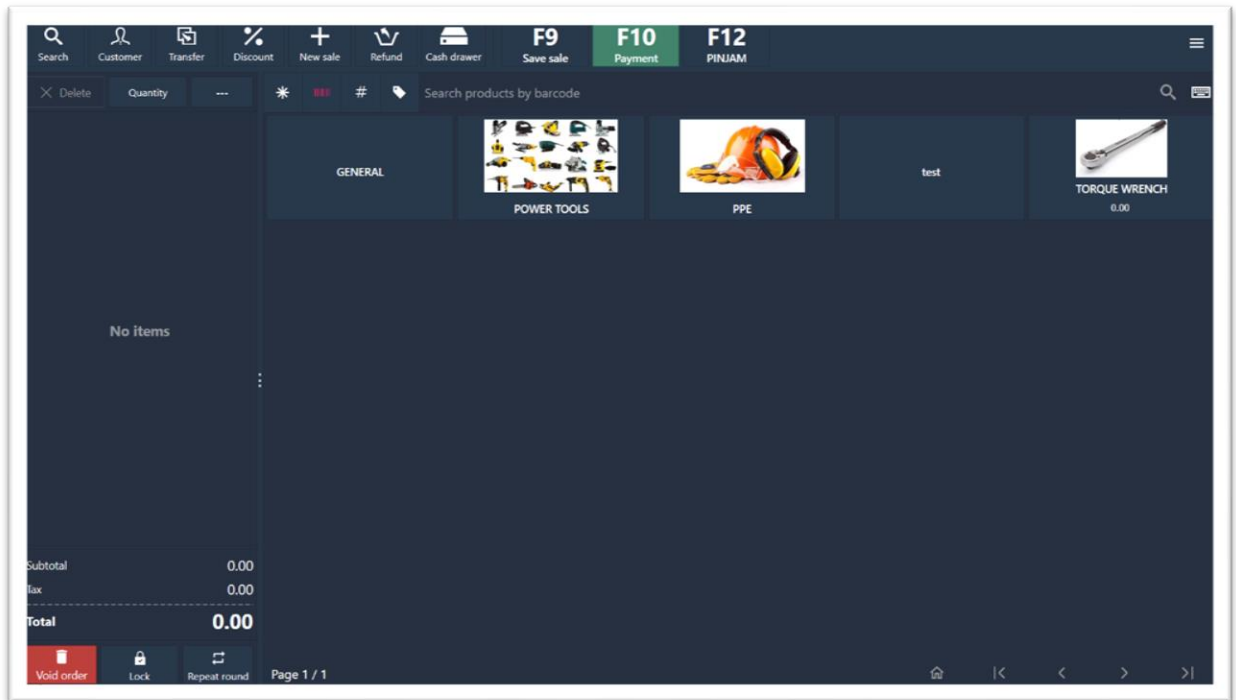 F9 F10 F12
Search Customer Transfer Discount New sale Refund Cash drawer Save sale Payment PINJAM
Delete Quantity --- # Search products by barcode
GENERAL
POWER TOOLS
PPE
test
TORQUE WRENCH
0.00
No items
Subtotal 0.00
Tax 0.00
Total 0.00
Void order Lock Repeat round Page 1 / 1